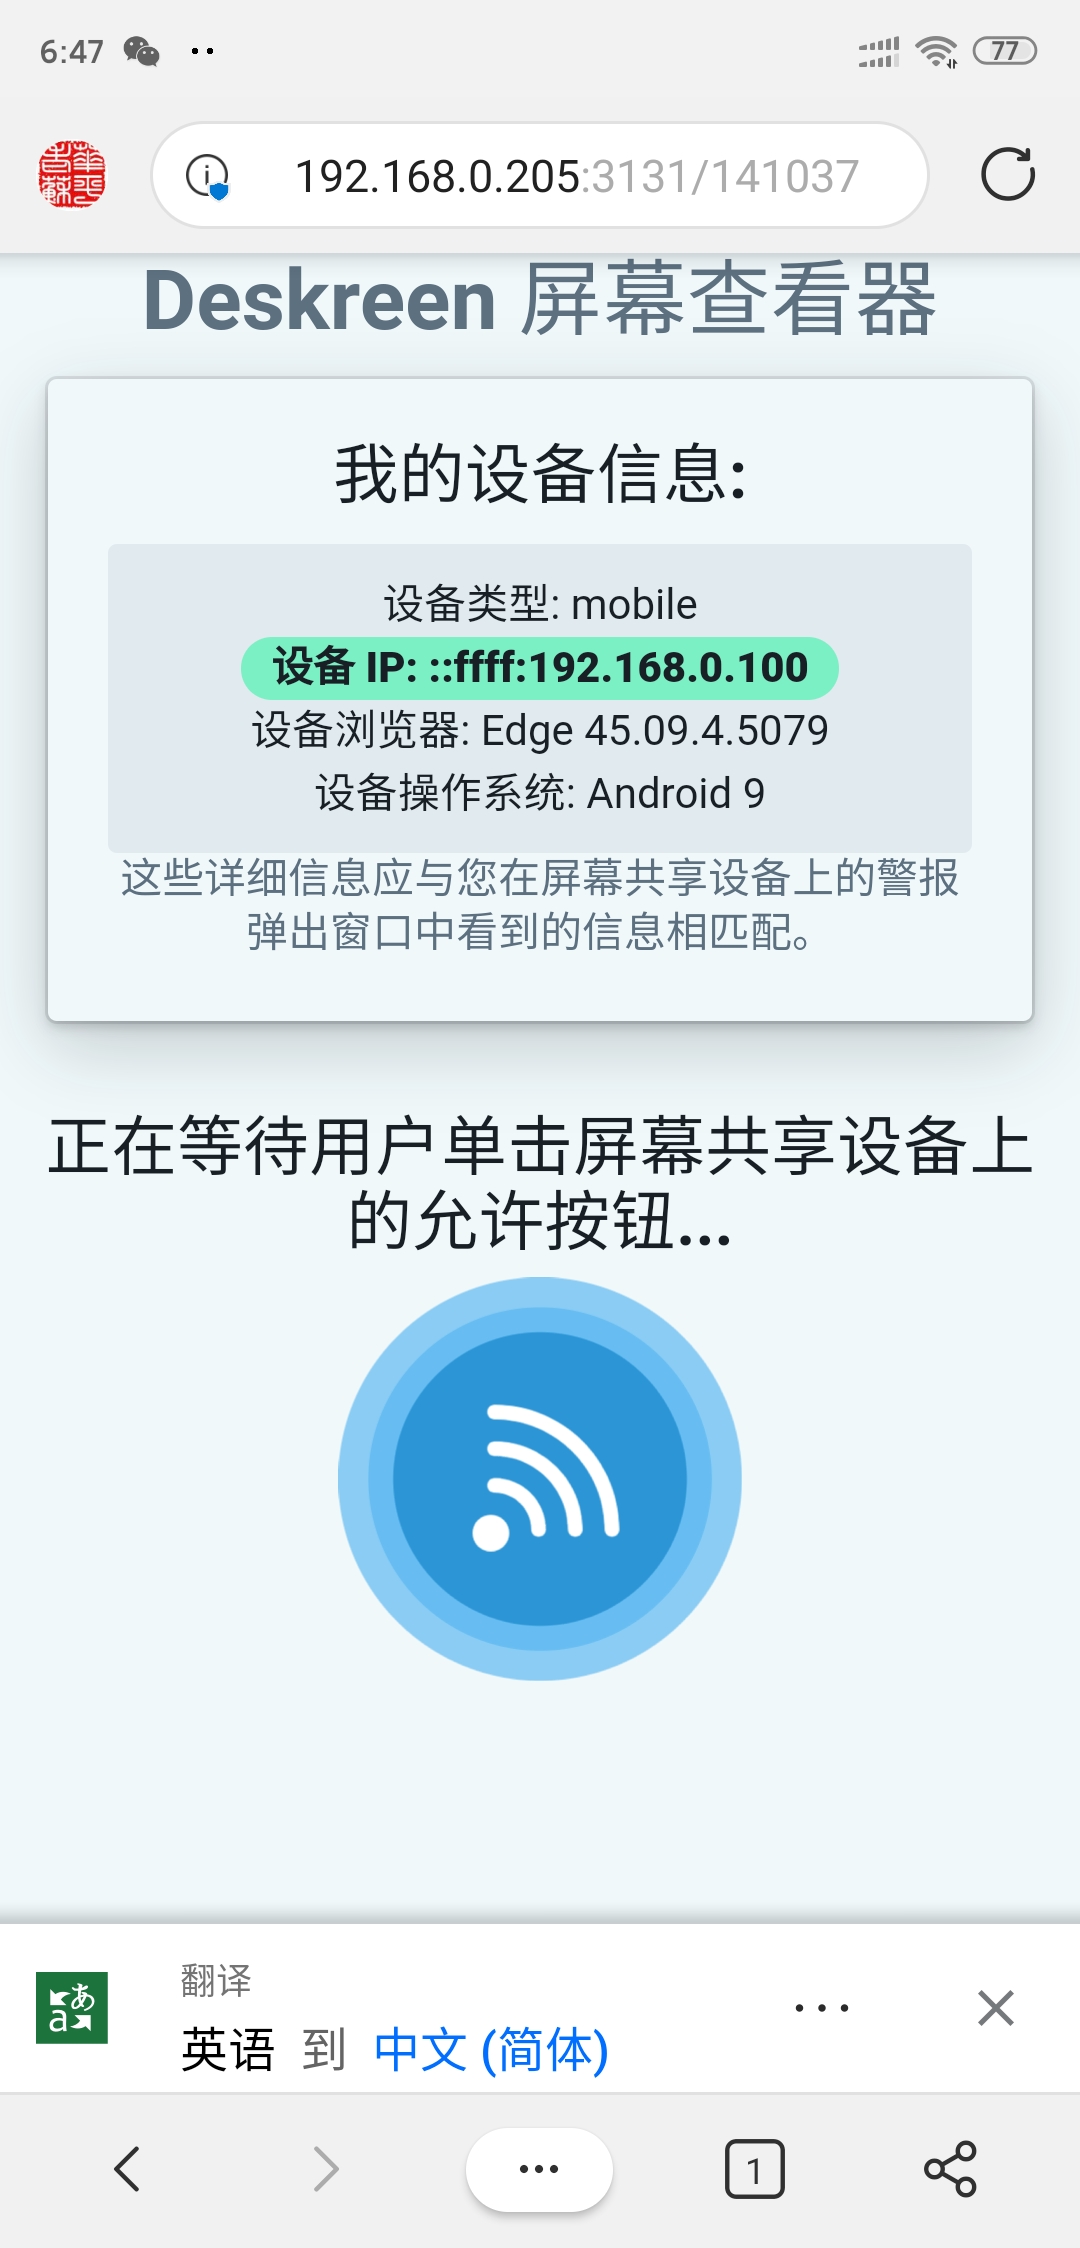 6:47
77
192.168.0.205:3131/141037
Deskreen 屏幕查看器
我的设备信息:
设备类型: mobile
设备 IP: ::ffff:192.168.0.100
设备浏览器: Edge 45.09.4.5079
设备操作系统: Android 9
这些详细信息应与您在屏幕共享设备上的警报
弹出窗口中看到的信息相匹配。
正在等待用户单击屏幕共享设备上
的允许按钮...
あ
a
翻译
英语 到 中文 (简体)
1